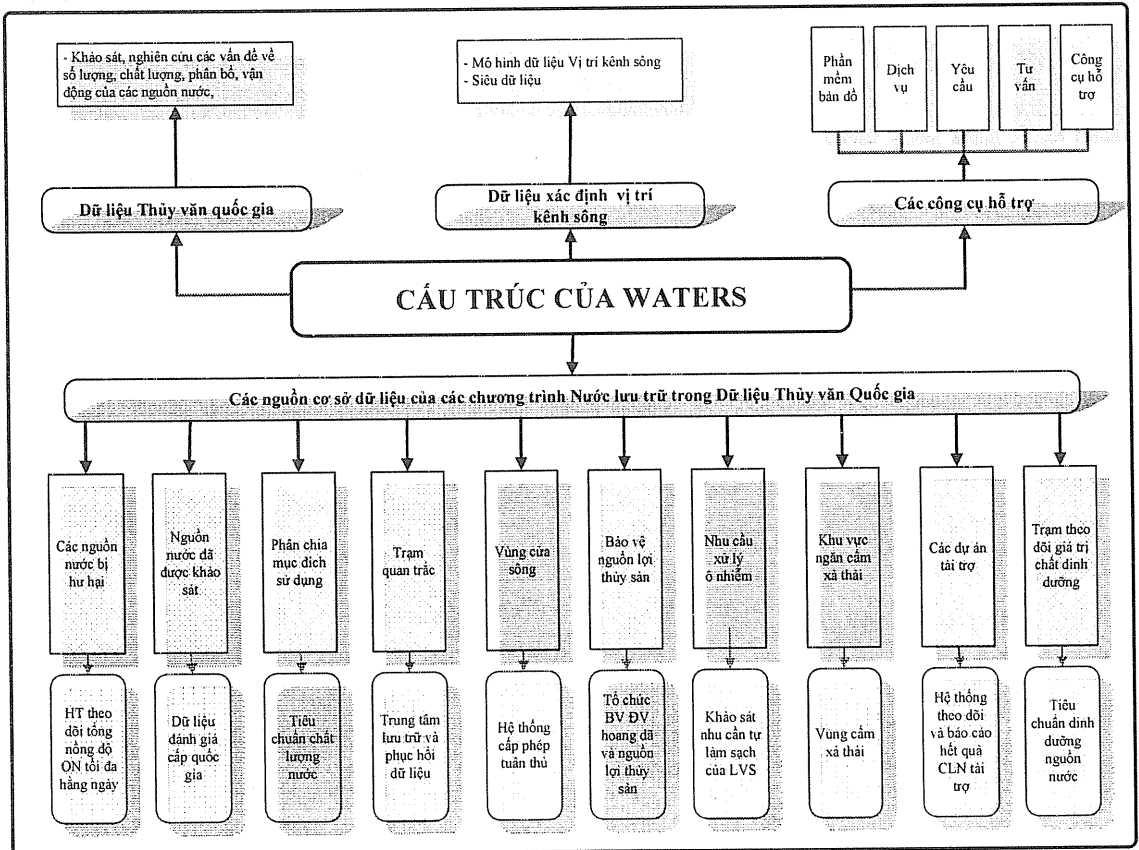 - Khảo sát, nghiên cứu các vấn đề về
số lượng, chất lượng, phân bố, vận
động của các nguồn nước,
- Mô hình dữ liệu Vị trí kênh sông
- Siêu dữ liệu
Phần
mềm
bản đồ
Dịch
vụ
Yêu
cầu
Tư
vấn
Công
cụ hỗ
trợ
Dữ liệu Thủy văn quốc gia
Dữ liệu xác định vị trí
kênh sông
Các công cụ hỗ trợ
CẤU TRÚC CỦA WATERS
Các nguồn cơ sở dữ liệu của các chương trình Nước lưu trữ trong Dữ liệu Thủy văn Quốc gia
Các nguồn
nước bị
hư hại
Nguồn
nước đã
được khảo
sát
Phân chia
mục đích
sử dụng
Trạm
quan trắc
Vùng cửa
sông
Bảo vệ
nguồn lợi
thủy sản
Nhu cầu
xử lý
ô nhiễm
Khu vực
ngăn cấm
xả thải
Các dự án
tài trợ
Trạm theo
dõi giá trị
chất dinh
dưỡng
HT theo
dõi tổng
nồng độ
ON tối đa
hằng ngày
Dữ liệu
đánh giá
cấp quốc
gia
Tiêu
chuẩn chất
lượng
nước
Trung tâm
lưu trữ và
phục hồi
dữ liệu
Hệ thống
cấp phép
tuân thủ
Tổ chức
BV ĐV
hoang dã
và nguồn
lợi thủy
sản
Khảo sát
nhu cần tự
làm sạch
của LVS
Vùng cấm
xả thải
Hệ thống
theo dõi
và báo cáo
hết quả
CLN tài
trợ
Tiêu
chuẩn dinh
dưỡng
nguồn
nước